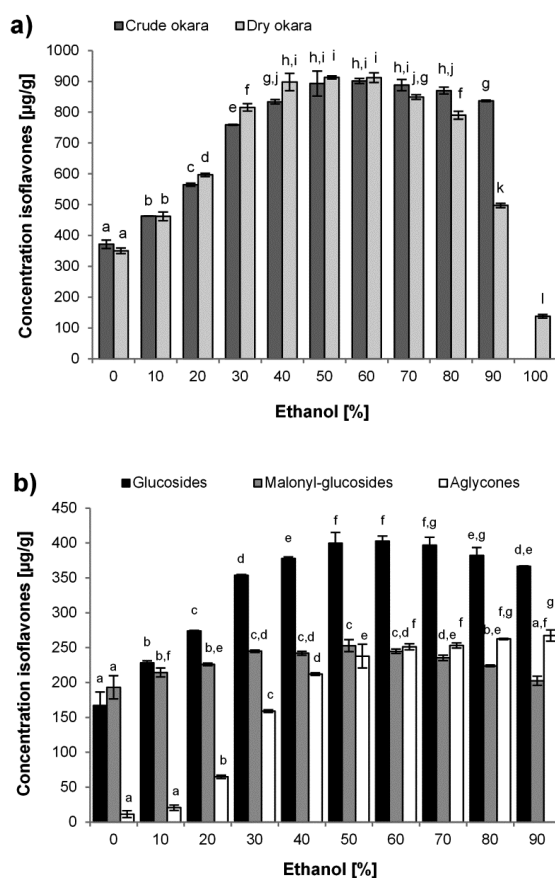 a)
Crude okara Dry okara
Concentration isoflavones [µg/g]
1000
900
800
700
600
500
400
300
200
100
0
a a b b c d e f g,j h,i h,i i h,i i h,i j,g h,j f g k l
0 10 20 30 40 50 60 70 80 90 100
Ethanol [%]
b)
Glucosides Malonyl-glucosides Aglycones
Concentration isoflavones [µg/g]
450
400
350
300
250
200
150
100
50
0
a a a b b,f a c b,e b d c,d c e c,d d f c e f c,d f f,g d,e f e,g b,e f,g d,e a,f g
0 10 20 30 40 50 60 70 80 90
Ethanol [%]